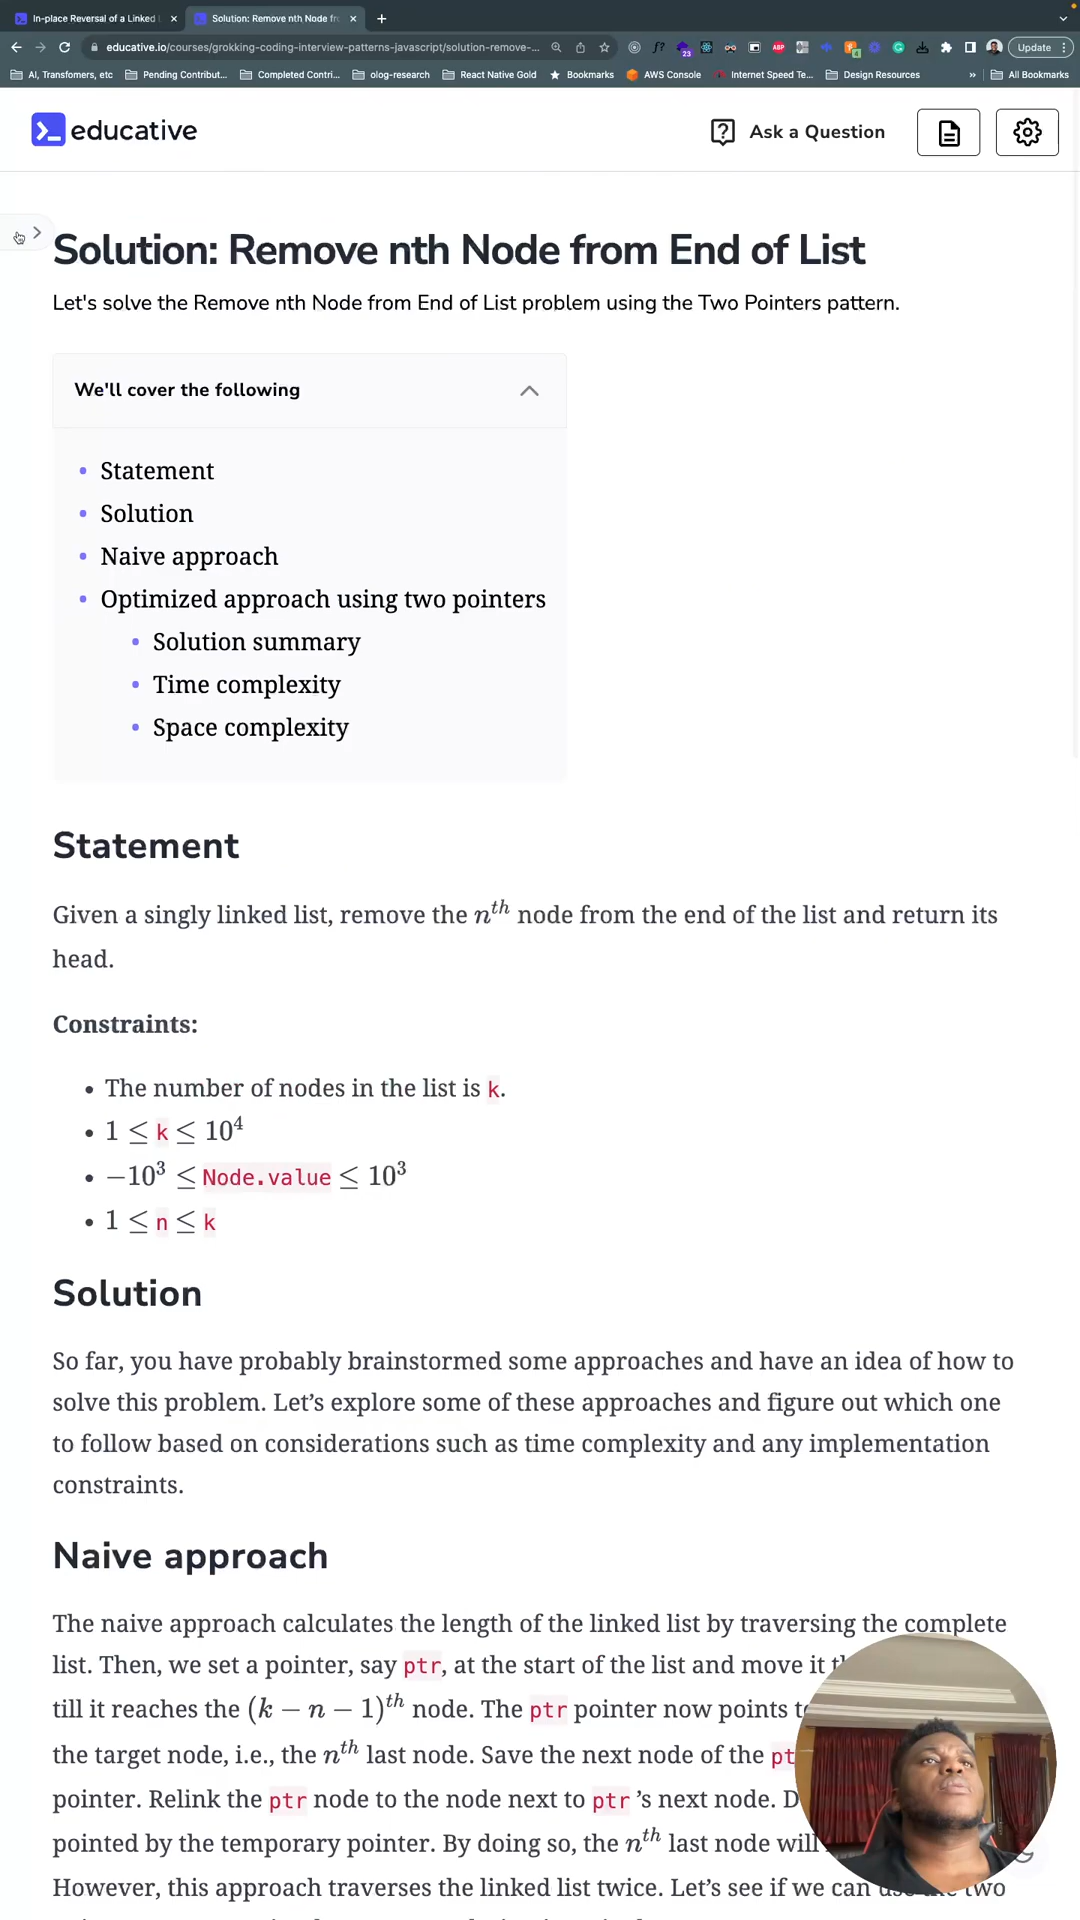 In-place Reversal of a Linked
Solution: Remove nth Node fro
educative.io/courses/grokking-coding-interview-patterns-javascript/solution-remove-...
Update
AI, Transfomers, etc
Pending Contribut...
Completed Contri...
olog-research
React Native Gold
Bookmarks
AWS Console
Internet Speed Te...
Design Resources
»
All Bookmarks
educative
Ask a Question
Solution: Remove nth Node from End of List
Let's solve the Remove nth Node from End of List problem using the Two Pointers pattern.
We'll cover the following
Statement
Solution
Naive approach
Optimized approach using two pointers
Solution summary
Time complexity
Space complexity
Statement
Given a singly linked list, remove the nth node from the end of the list and return its
head.
Constraints:
The number of nodes in the list is k.
1 ≤ k ≤ 10⁴
−10³ ≤ Node.value ≤ 10³
1 ≤ n ≤ k
Solution
So far, you have probably brainstormed some approaches and have an idea of how to
solve this problem. Let’s explore some of these approaches and figure out which one
to follow based on considerations such as time complexity and any implementation
constraints.
Naive approach
The naive approach calculates the length of the linked list by traversing the complete
list. Then, we set a pointer, say ptr, at the start of the list and move it
till it reaches the (k − n − 1)th node. The ptr pointer now points
the target node, i.e., the nth last node. Save the next node of the
pointer. Relink the ptr node to the node next to ptr ’s next node.
pointed by the temporary pointer. By doing so, the nth last node will
However, this approach traverses the linked list twice. Let’s see if we can use the two